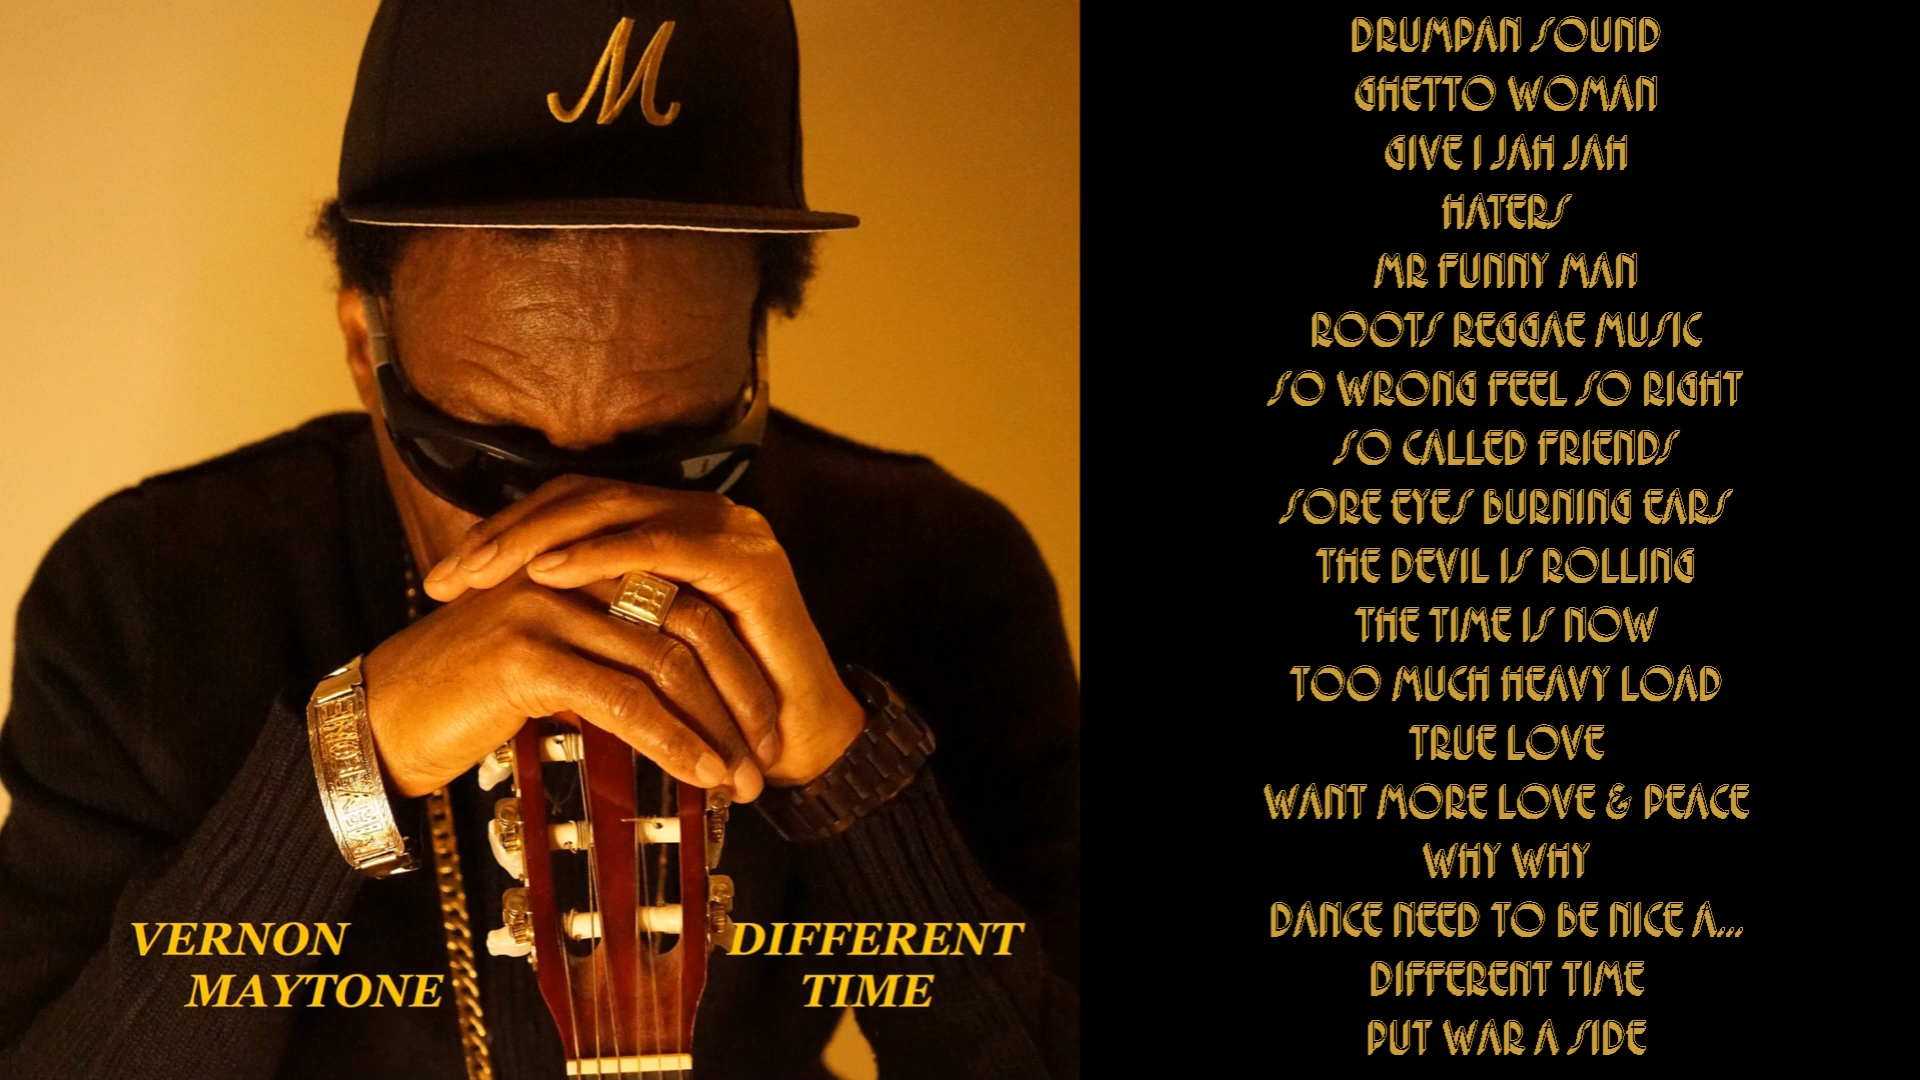 M
VERNON
MAYTONE
DIFFERENT
TIME
DRUMPAN SOUND
GHETTO WOMAN
GIVE I JAH JAH
HATERS
MR FUNNY MAN
ROOTS REGGAE MUSIC
SO WRONG FEEL SO RIGHT
SO CALLED FRIENDS
SORE EYES BURNING EARS
THE DEVIL IS ROLLING
THE TIME IS NOW
TOO MUCH HEAVY LOAD
TRUE LOVE
WANT MORE LOVE & PEACE
WHY WHY
DANCE NEED TO BE NICE A...
DIFFERENT TIME
PUT WAR A SIDE